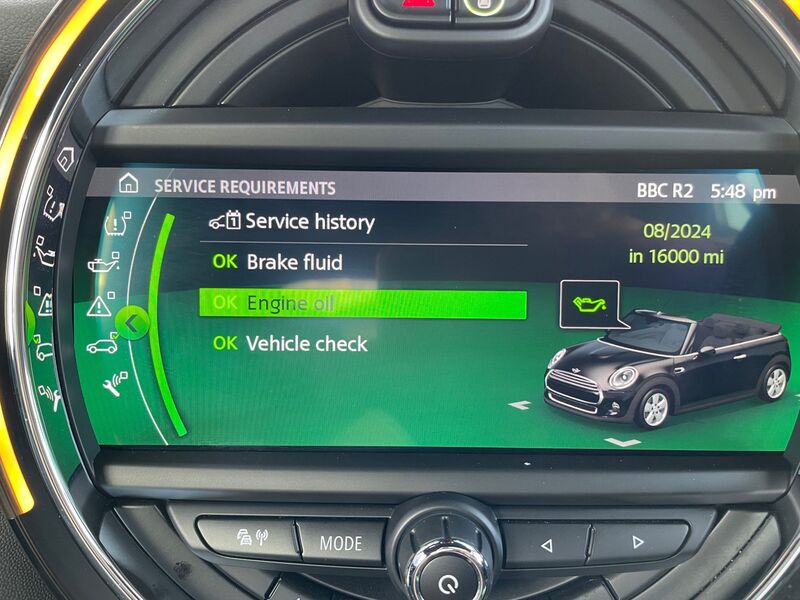 SERVICE REQUIREMENTS
BBC R2 5:48 pm
1 Service history
08/2024
in 16000 mi
OK Brake fluid
OK Engine oil
OK Vehicle check
MODE